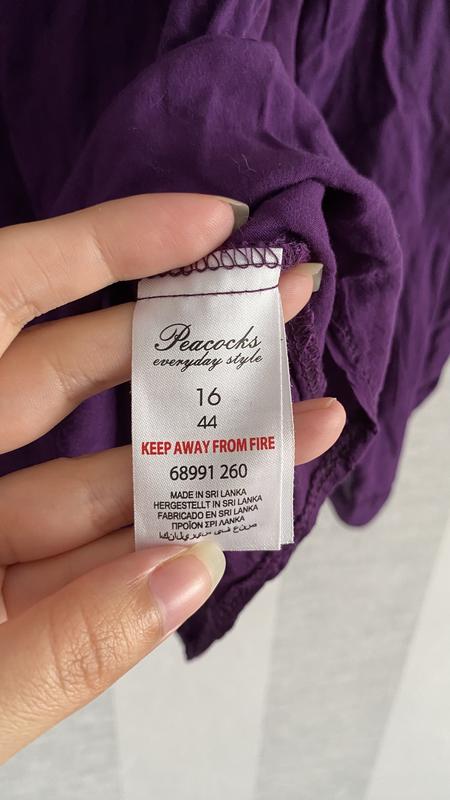 Peacocks
everyday style
16
44
KEEP AWAY FROM FIRE
68991 260
MADE IN SRI LANKA
HERGESTELLT IN SRI LANKA
FABRICADO EN SRI LANKA
ΠΡΟΪΟΝ ΣΡΙ ΛΑΝΚΑ